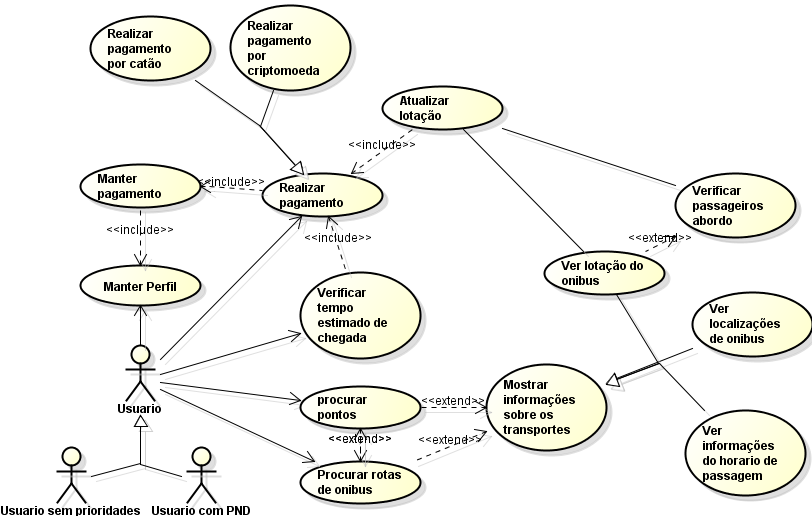 Realizar
pagamento
por catão
Realizar
pagamento
por
criptomoeda
Atualizar
lotação
<<include>>
Manter
pagamento
<<include>>
Realizar
pagamento
Verificar
passageiros
abordo
<<include>>
<<include>>
<<extend>>
Manter Perfil
Ver lotação do
onibus
Verificar
tempo
estimado de
chegada
Ver
localizações
de onibus
Usuario
procurar
pontos
<<extend>>
Mostrar
informações
sobre os
transportes
<<extend>>
<<extend>>
Ver
informações
do horario de
passagem
Procurar rotas
de onibus
Usuario sem prioridades
Usuario com PND